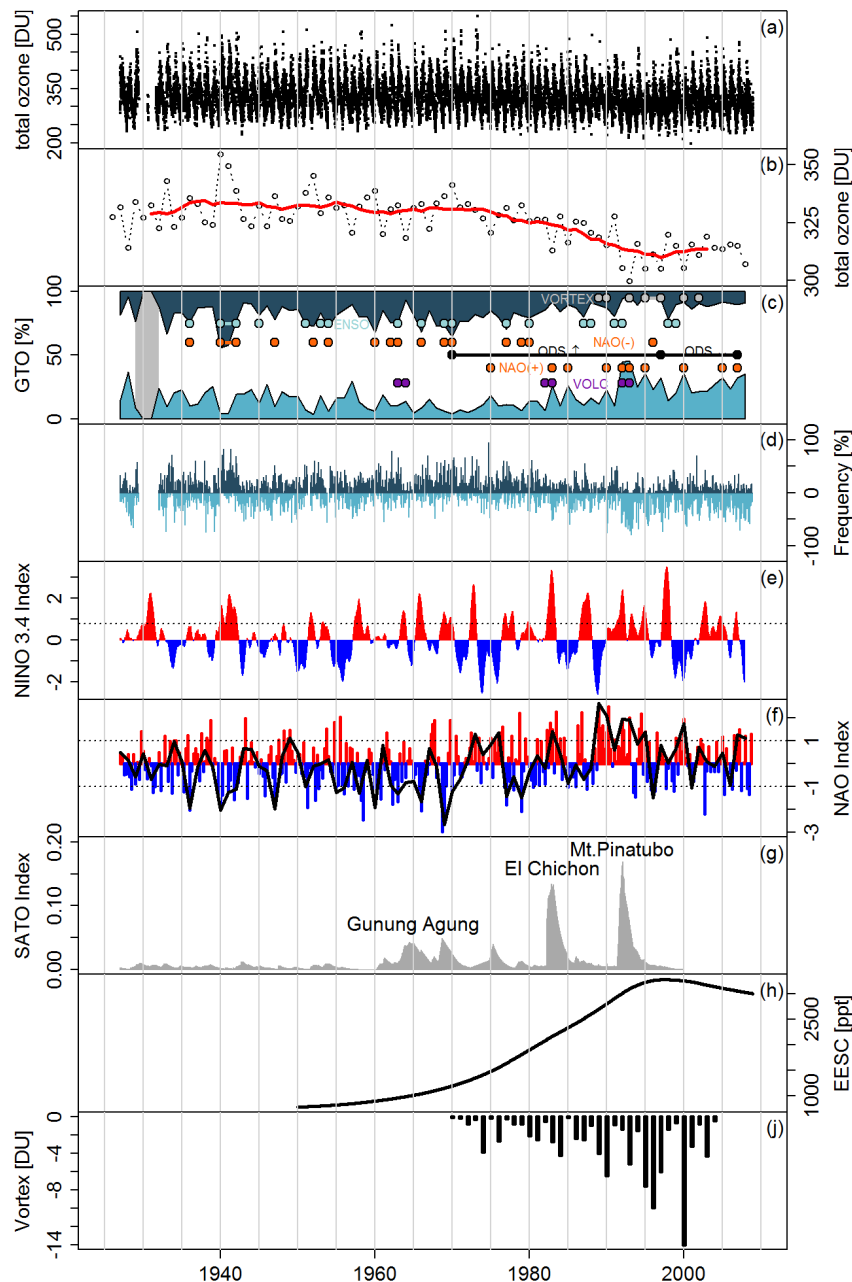 total ozone [DU]
200
350
500
(a)
total ozone [DU]
300
325
350
(b)
GTO [%]
0
50
100
(c)
VORTEX
ENSO
NAO(-)
ODS ↑
ODS
NAO(+)
VOLC
Frequency [%]
-100
0
100
(d)
NINO 3.4 Index
-2
0
2
(e)
NAO Index
-3
-1
1
(f)
SATO Index
0.00
0.10
0.20
(g)
Mt.Pinatubo
El Chichon
Gunung Agung
EESC [ppt]
1000
2500
(h)
Vortex [DU]
-14
-8
-4
0
(j)
1940
1960
1980
2000